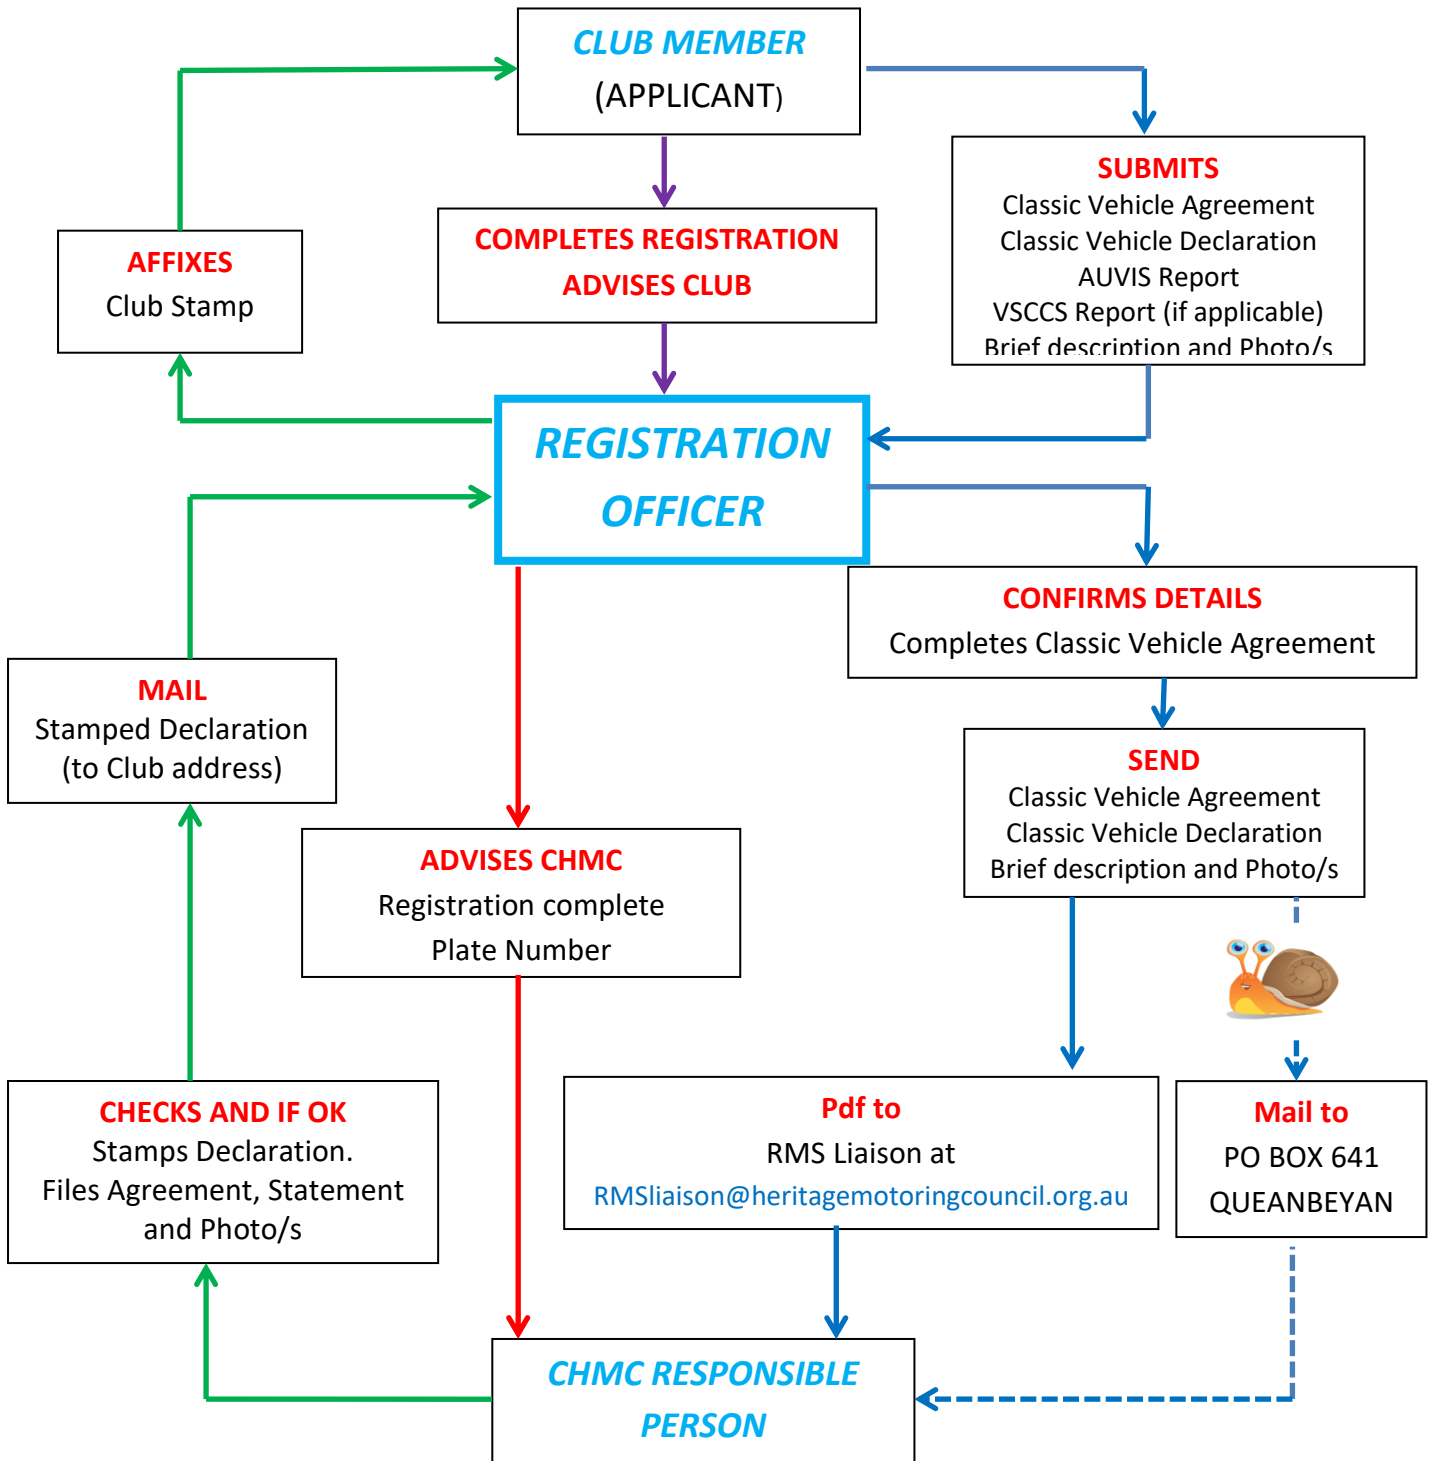 CLUB MEMBER
(APPLICANT)
SUBMITS
Classic Vehicle Agreement
Classic Vehicle Declaration
AUVIS Report
VSCCS Report (if applicable)
Brief description and Photo/s
COMPLETES REGISTRATION
ADVISES CLUB
AFFIXES
Club Stamp
REGISTRATION
OFFICER
CONFIRMS DETAILS
Completes Classic Vehicle Agreement
MAIL
Stamped Declaration
(to Club address)
SEND
Classic Vehicle Agreement
Classic Vehicle Declaration
Brief description and Photo/s
ADVISES CHMC
Registration complete
Plate Number
CHECKS AND IF OK
Stamps Declaration.
Files Agreement, Statement
and Photo/s
Pdf to
RMS Liaison at
RMSliaison@heritagemotoringcouncil.org.au
Mail to
PO BOX 641
QUEANBEYAN
CHMC RESPONSIBLE
PERSON